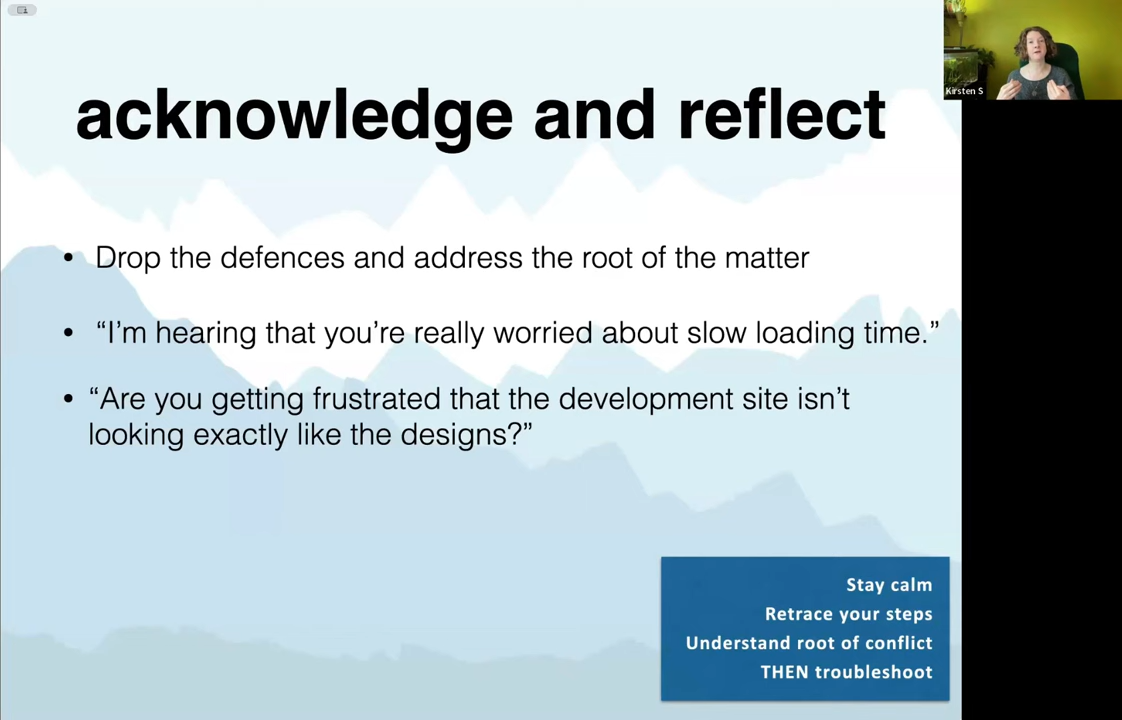 acknowledge and reflect
Kirsten S
• Drop the defences and address the root of the matter
• “I’m hearing that you’re really worried about slow loading time.”
• “Are you getting frustrated that the development site isn’t
looking exactly like the designs?”
Stay calm
Retrace your steps
Understand root of conflict
THEN troubleshoot